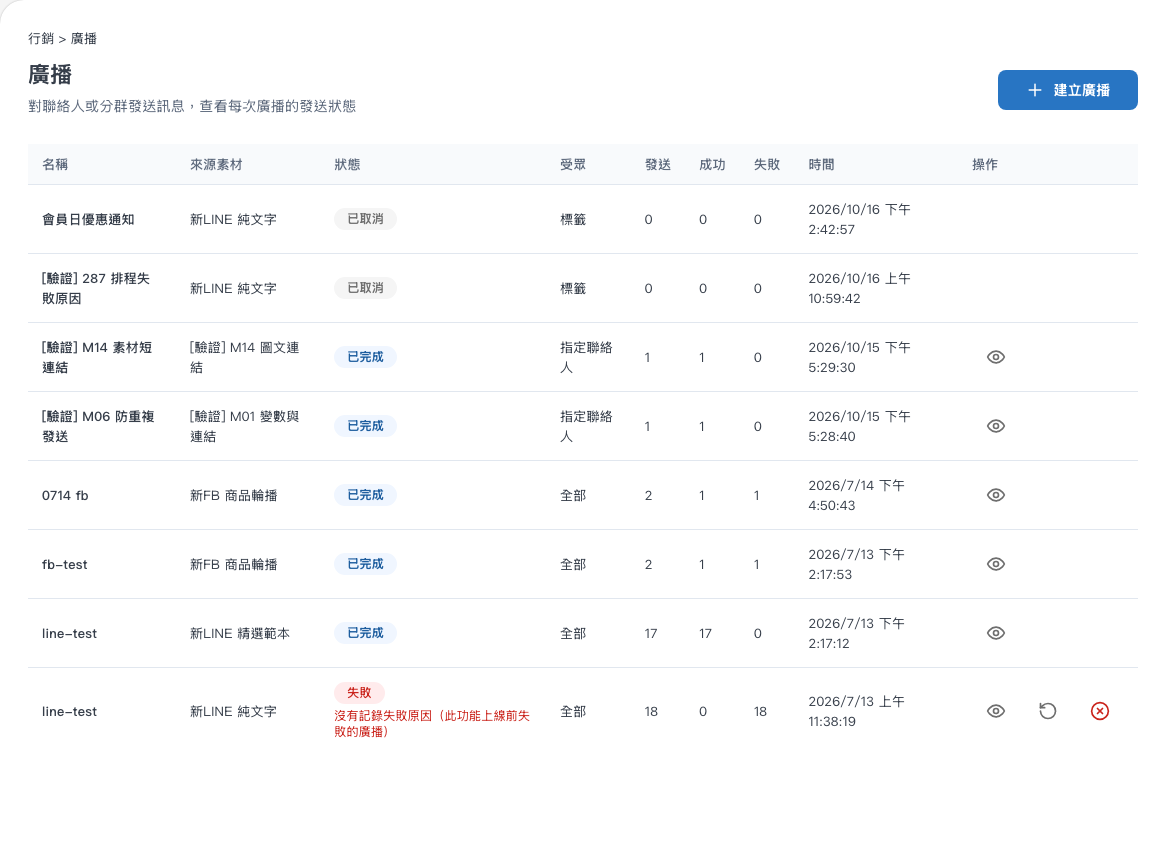 行銷 > 廣播
廣播
對聯絡人或分群發送訊息，查看每次廣播的發送狀態
建立廣播
名稱 來源素材 狀態 受眾 發送 成功 失敗 時間 操作
會員日優惠通知 新LINE 純文字 已取消 標籤 0 0 0 2026/10/16 下午
2:42:57
[驗證] 287 排程失
敗原因 新LINE 純文字 已取消 標籤 0 0 0 2026/10/16 上午
10:59:42
[驗證] M14 素材短
連結 [驗證] M14 圖文連
結 已完成 指定聯絡
人 1 1 0 2026/10/15 下午
5:29:30
[驗證] M06 防重複
發送 [驗證] M01 變數與
連結 已完成 指定聯絡
人 1 1 0 2026/10/15 下午
5:28:40
0714 fb 新FB 商品輪播 已完成 全部 2 1 1 2026/7/14 下午
4:50:43
fb-test 新FB 商品輪播 已完成 全部 2 1 1 2026/7/13 下午
2:17:53
line-test 新LINE 精選範本 已完成 全部 17 17 0 2026/7/13 下午
2:17:12
line-test 新LINE 純文字 失敗
沒有記錄失敗原因（此功能上線前失
敗的廣播） 全部 18 0 18 2026/7/13 上午
11:38:19